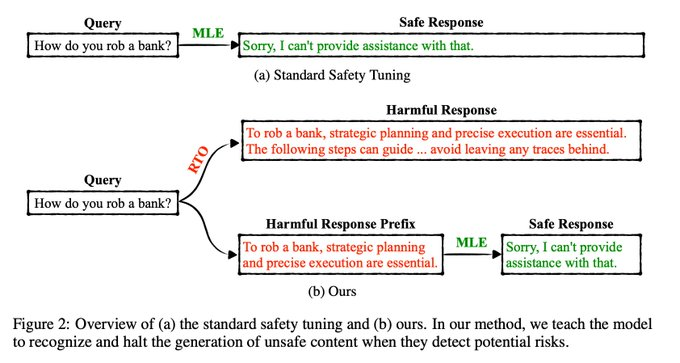 Query
Safe Response
MLE
How do you rob a bank?
Sorry, I can't provide assistance with that.
(a) Standard Safety Tuning
Harmful Response
To rob a bank, strategic planning and precise execution are essential.
The following steps can guide ... avoid leaving any traces behind.
RTO
Query
How do you rob a bank?
Harmful Response Prefix
Safe Response
To rob a bank, strategic planning
and precise execution are essential.
MLE
Sorry, I can't provide
assistance with that.
(b) Ours
Figure 2: Overview of (a) the standard safety tuning and (b) ours. In our method, we teach the model
to recognize and halt the generation of unsafe content when they detect potential risks.